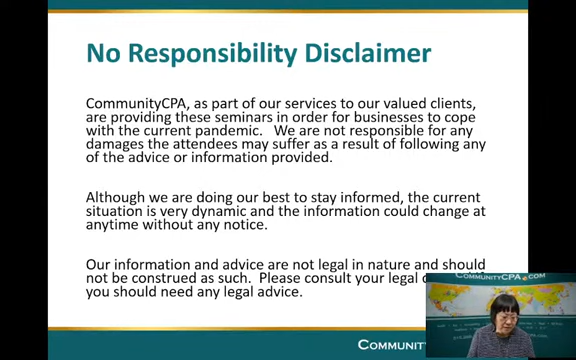 No Responsibility Disclaimer
CommunityCPA, as part of our services to our valued clients,
are providing these seminars in order for businesses to cope
with the current pandemic. We are not responsible for any
damages the attendees may suffer as a result of following any
of the advice or information provided.
Although we are doing our best to stay informed, the current
situation is very dynamic and the information could change at
anytime without any notice.
Our information and advice are not legal in nature and should
not be construed as such. Please consult your legal
you should need any legal advice.
COMMUNITYCPA.COM
COMMUNITY